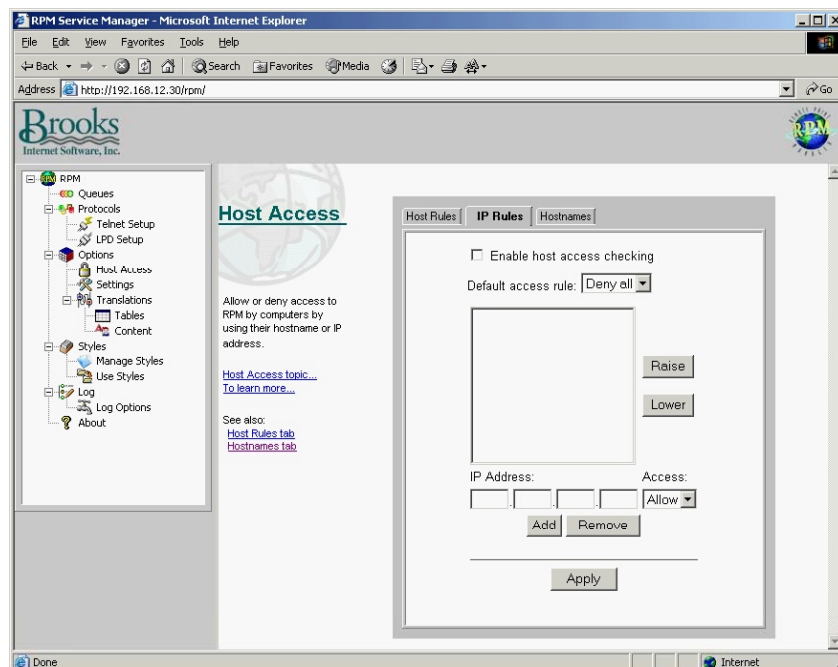 RPM Service Manager - Microsoft Internet Explorer
File Edit View Favorites Tools Help
Back Search Favorites Media
Address http://192.168.12.30/rpm/ Go
Brooks
Internet Software, Inc.
RPM
RPM
Queues
Protocols
Telnet Setup
LPD Setup
Options
Host Access
Settings
Translations
Tables
Content
Styles
Manage Styles
Use Styles
Log
Log Options
About
Host Access
Allow or deny access to
RPM by computers by
using their hostname or IP
address.
Host Access topic...
To learn more...
See also:
Host Rules tab
Hostnames tab
Host Rules IP Rules Hostnames
Enable host access checking
Default access rule: Deny all
Raise
Lower
IP Address: Access:
. . . Allow
Add Remove
Apply
Done Internet